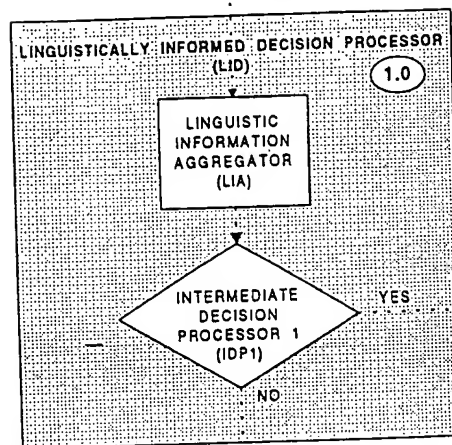 LINGUISTICALLY INFORMED DECISION PROCESSOR
(LID)
1.0
LINGUISTIC
INFORMATION
AGGREGATOR
(LIA)
INTERMEDIATE
DECISION
PROCESSOR 1
(IDP1)
YES
NO